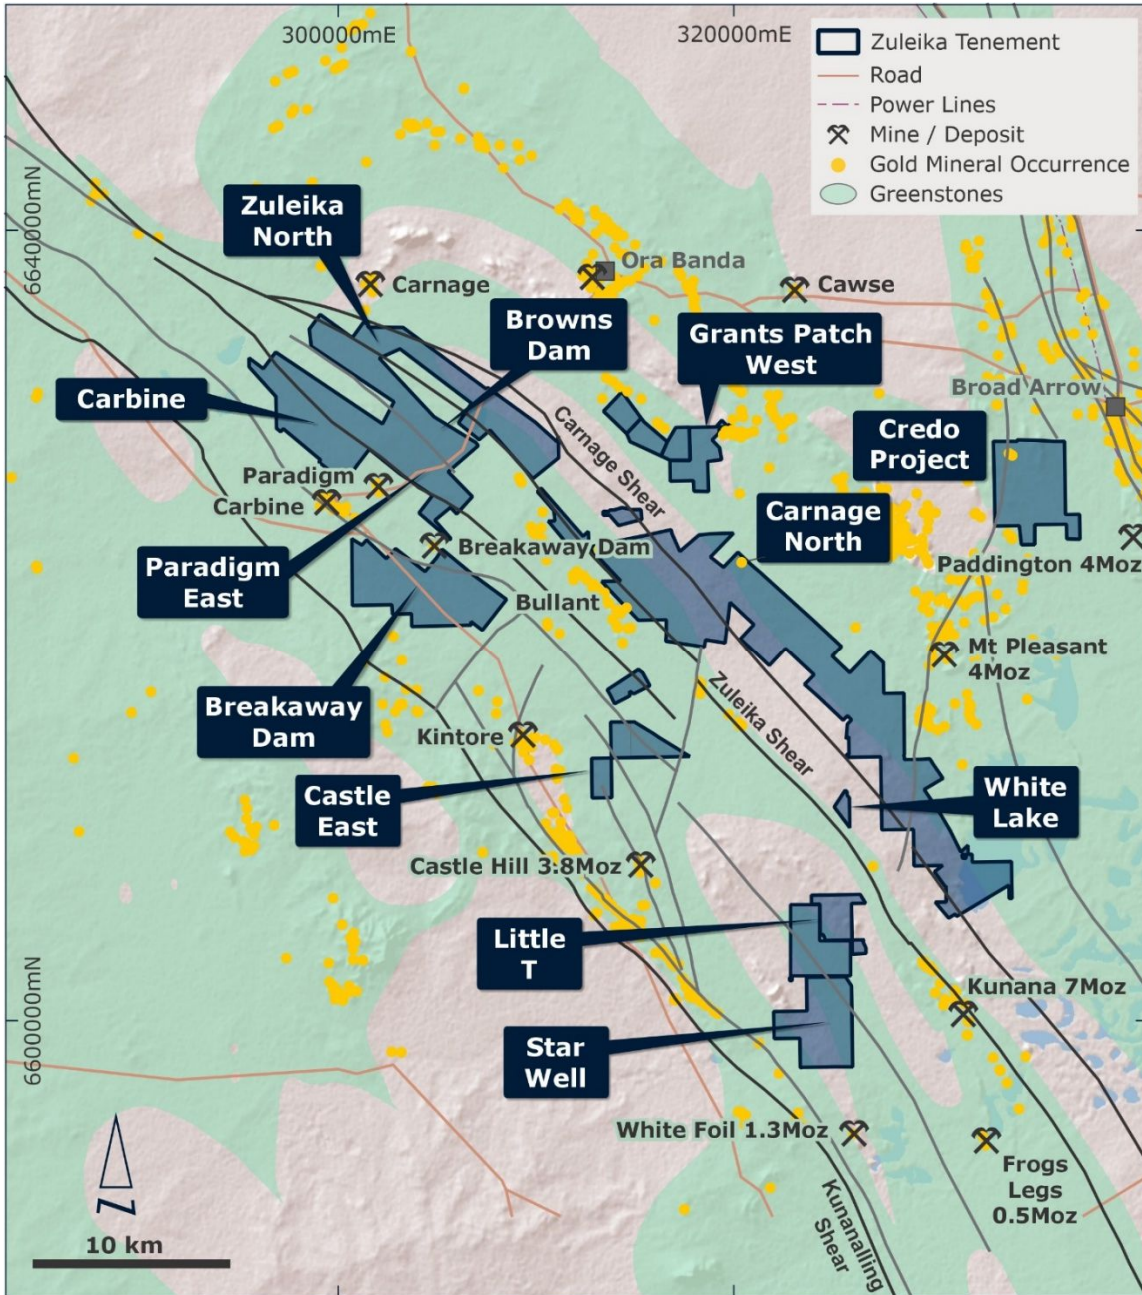 300000mE
320000mE
Zuleika Tenement
Road
Power Lines
Mine / Deposit
Gold Mineral Occurrence
Greenstones
6640000mN
Zuleika
North
Carnage
Ora Banda
Cawse
Browns
Dam
Grants Patch
West
Carbine
Broad Arrow
Carnage Shear
Credo
Project
Paradigm
Carbine
Carnage
North
Breakaway Dam
Paddington 4Moz
Paradigm
East
Bullant
Mt Pleasant
4Moz
Breakaway
Dam
Zuleika Shear
Kintore
Castle
East
White
Lake
Castle Hill 3.8Moz
Little
T
6600000mN
Kunana 7Moz
Star
Well
White Foil 1.3Moz
Frogs
Legs
0.5Moz
Kunanalling
Shear
N
10 km